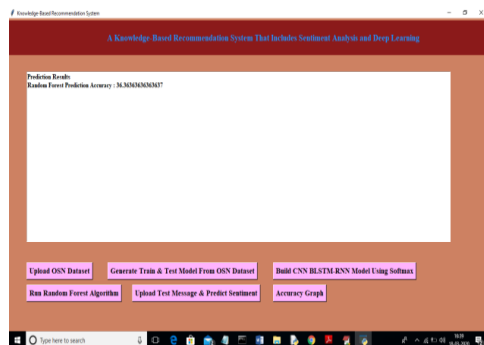 Knowledge-Based Recommendation System
A Knowledge-Based Recommendation System That Includes Sentiment Analysis and Deep Learning
Prediction Results
Random Forest Prediction Accuracy : 36.36363636363637
Upload OSN Dataset
Generate Train & Test Model From OSN Dataset
Build CNN BLSTM-RNN Model Using Softmax
Run Random Forest Algorithm
Upload Test Message & Predict Sentiment
Accuracy Graph
Type here to search